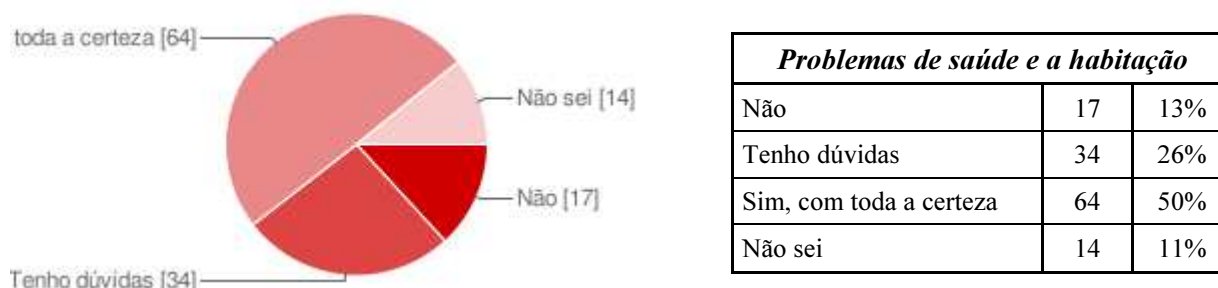 toda a certeza [64]
Não sei [14]
Não [17]
Tenho dúvidas [34]
Problemas de saúde e a habitação
Não 17 13%
Tenho dúvidas 34 26%
Sim, com toda a certeza 64 50%
Não sei 14 11%